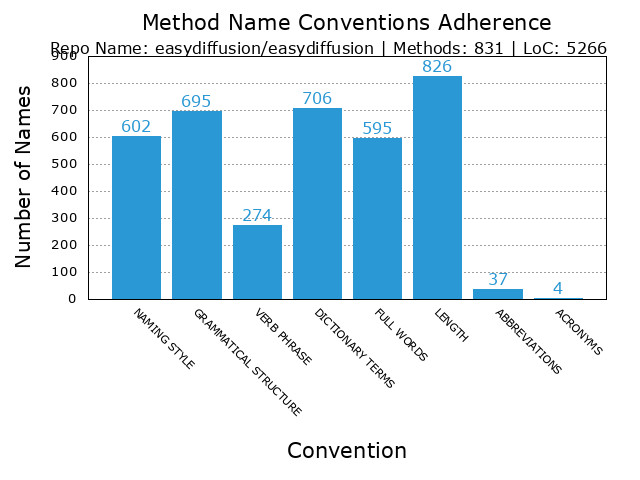 Method Name Conventions Adherence
Repo Name: easydiffusion/easydiffusion | Methods: 831 | LoC: 5266
Number of Names
900
800
700
600
500
400
300
200
100
0
602
695
274
706
595
826
37
4
NAMING STYLE
GRAMMATICAL STRUCTURE
VERB PHRASE
DICTIONARY TERMS
FULL WORDS
LENGTH
ABBREVIATIONS
ACRONYMS
Convention